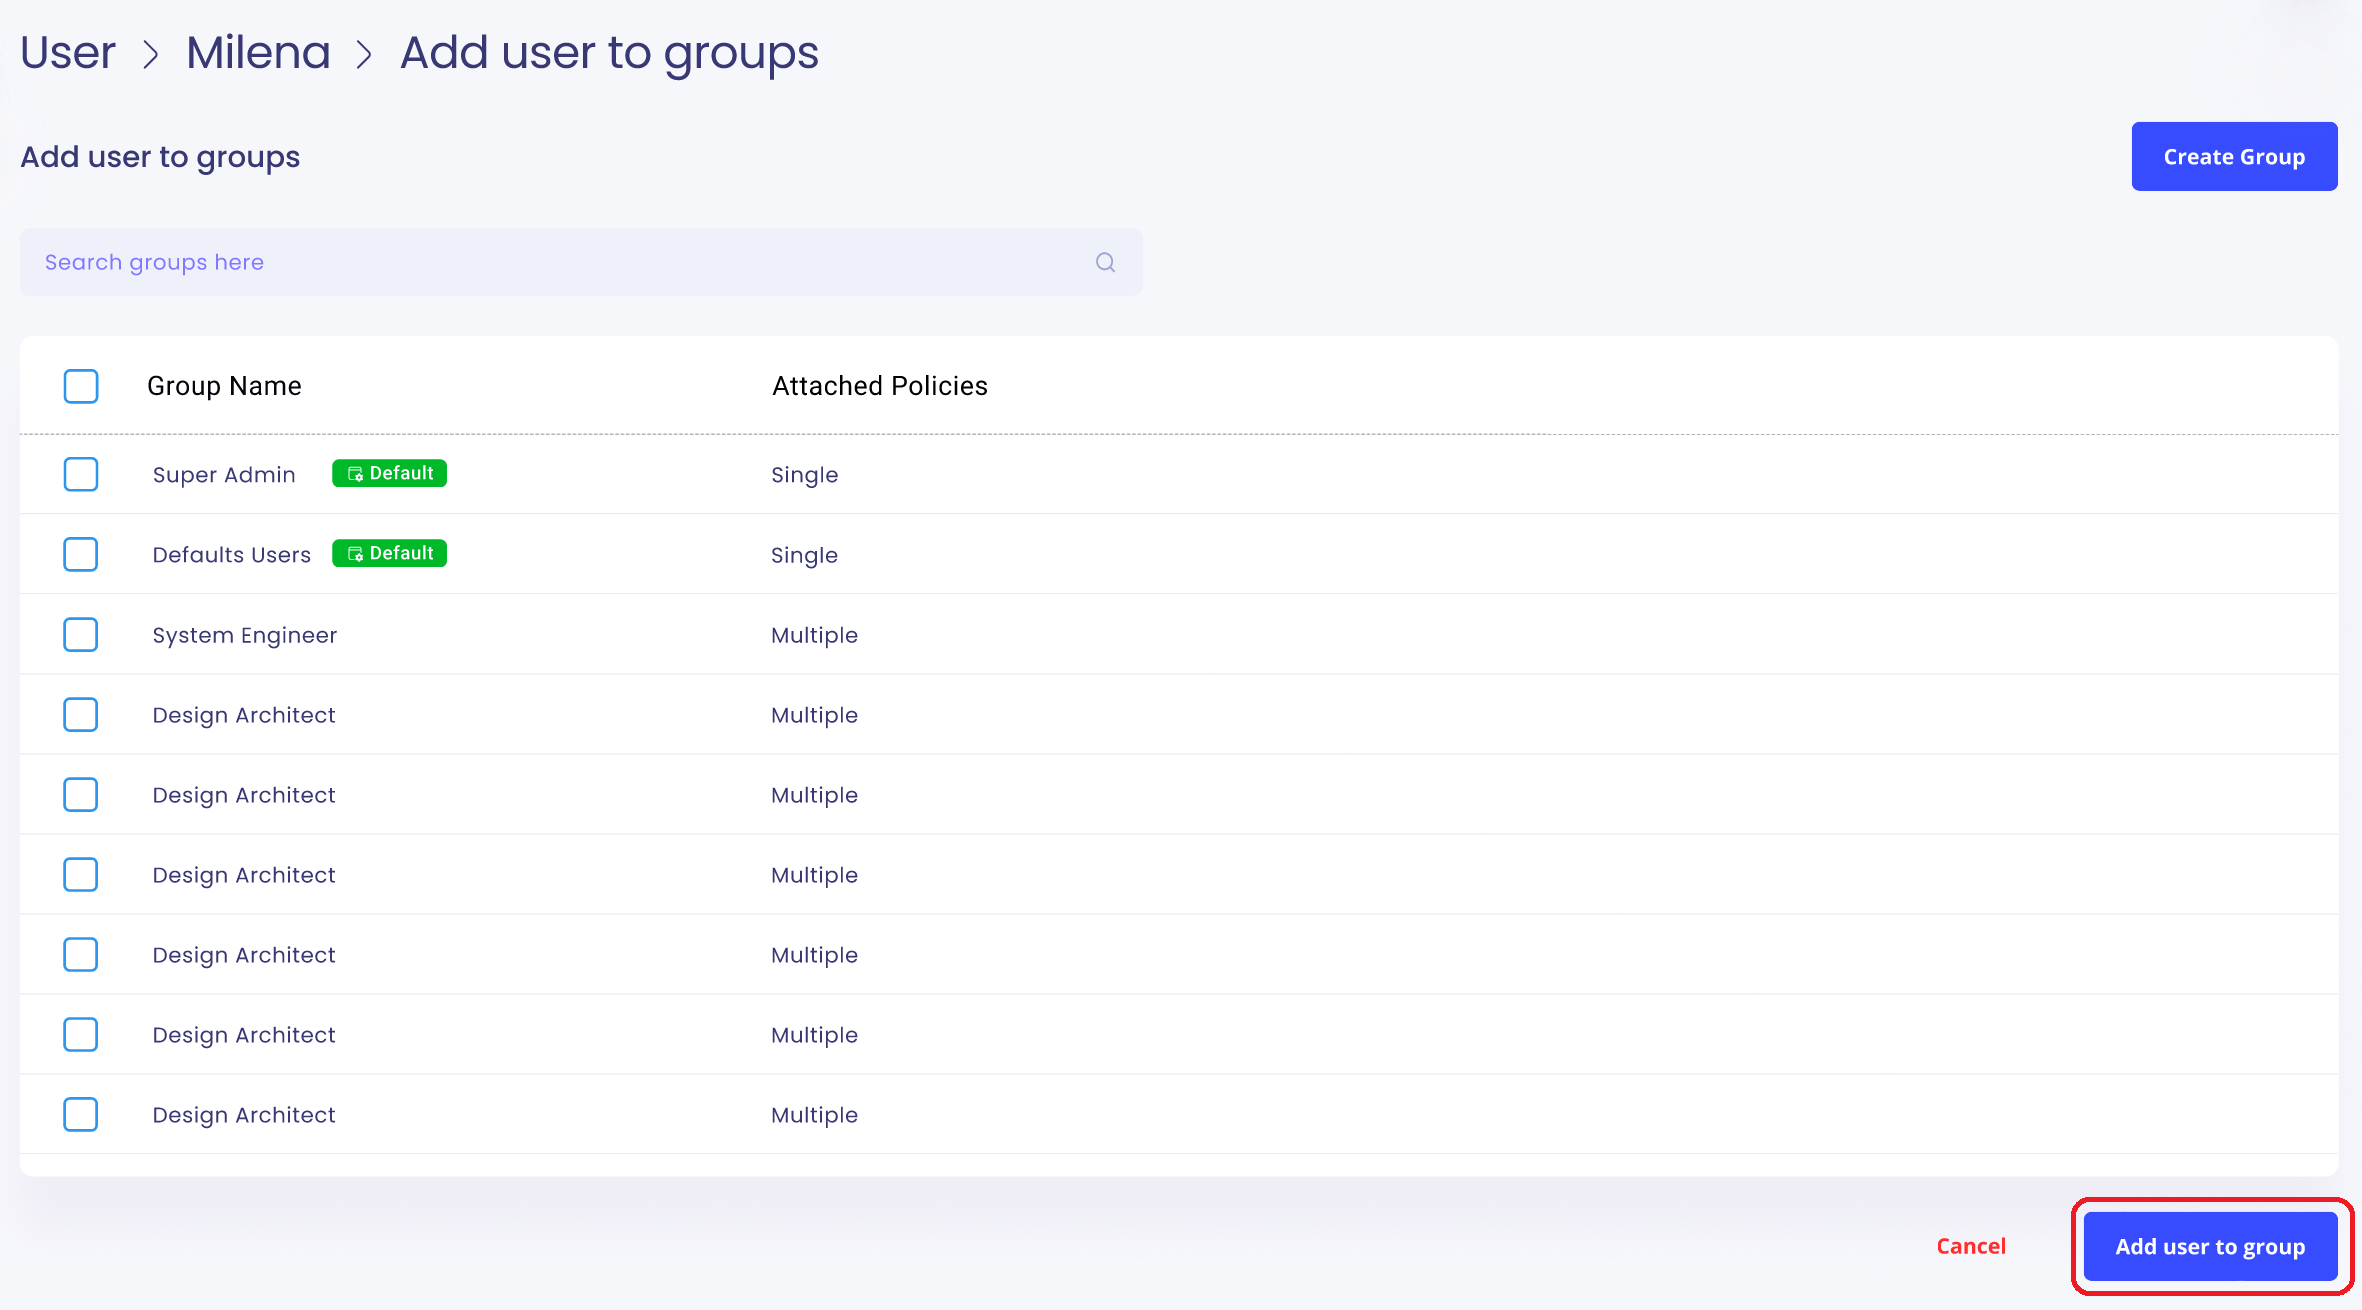 User > Milena > Add user to groups
Add user to groups
Create Group
Search groups here
Group Name Attached Policies
Super Admin Default Single
Defaults Users Default Single
System Engineer Multiple
Design Architect Multiple
Design Architect Multiple
Design Architect Multiple
Design Architect Multiple
Design Architect Multiple
Design Architect Multiple
Cancel Add user to group